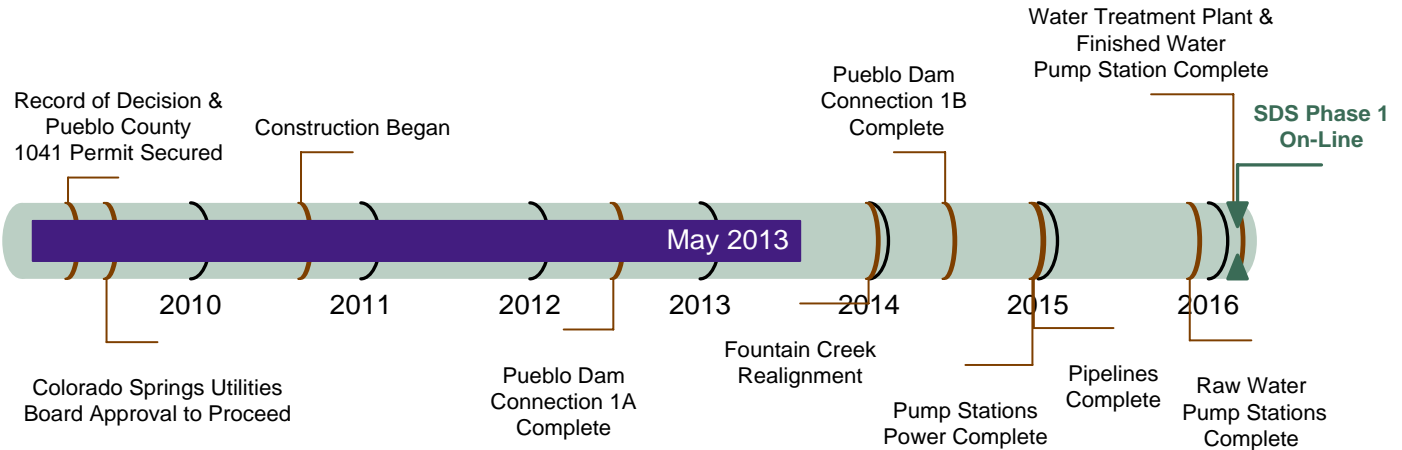 Water Treatment Plant &
Finished Water
Pump Station Complete
Pueblo Dam
Connection 1B
Complete
Record of Decision &
Pueblo County
1041 Permit Secured
Construction Began
SDS Phase 1
On-Line
May 2013
2010
2011
2012
2013
2014
2015
2016
Colorado Springs Utilities
Board Approval to Proceed
Pueblo Dam
Connection 1A
Complete
Fountain Creek
Realignment
Pump Stations
Power Complete
Pipelines
Complete
Raw Water
Pump Stations
Complete